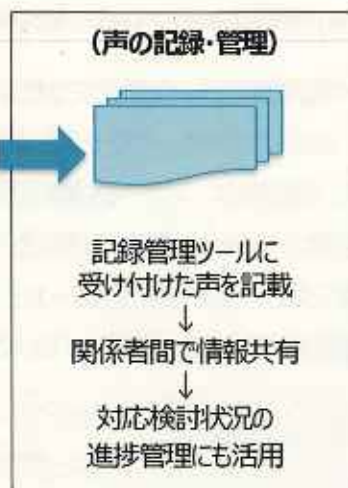 （声の記録・管理）
記録管理ツールに
受け付けた声を記載
↓
関係者間で情報共有
↓
対応検討状況の
進捗管理にも活用